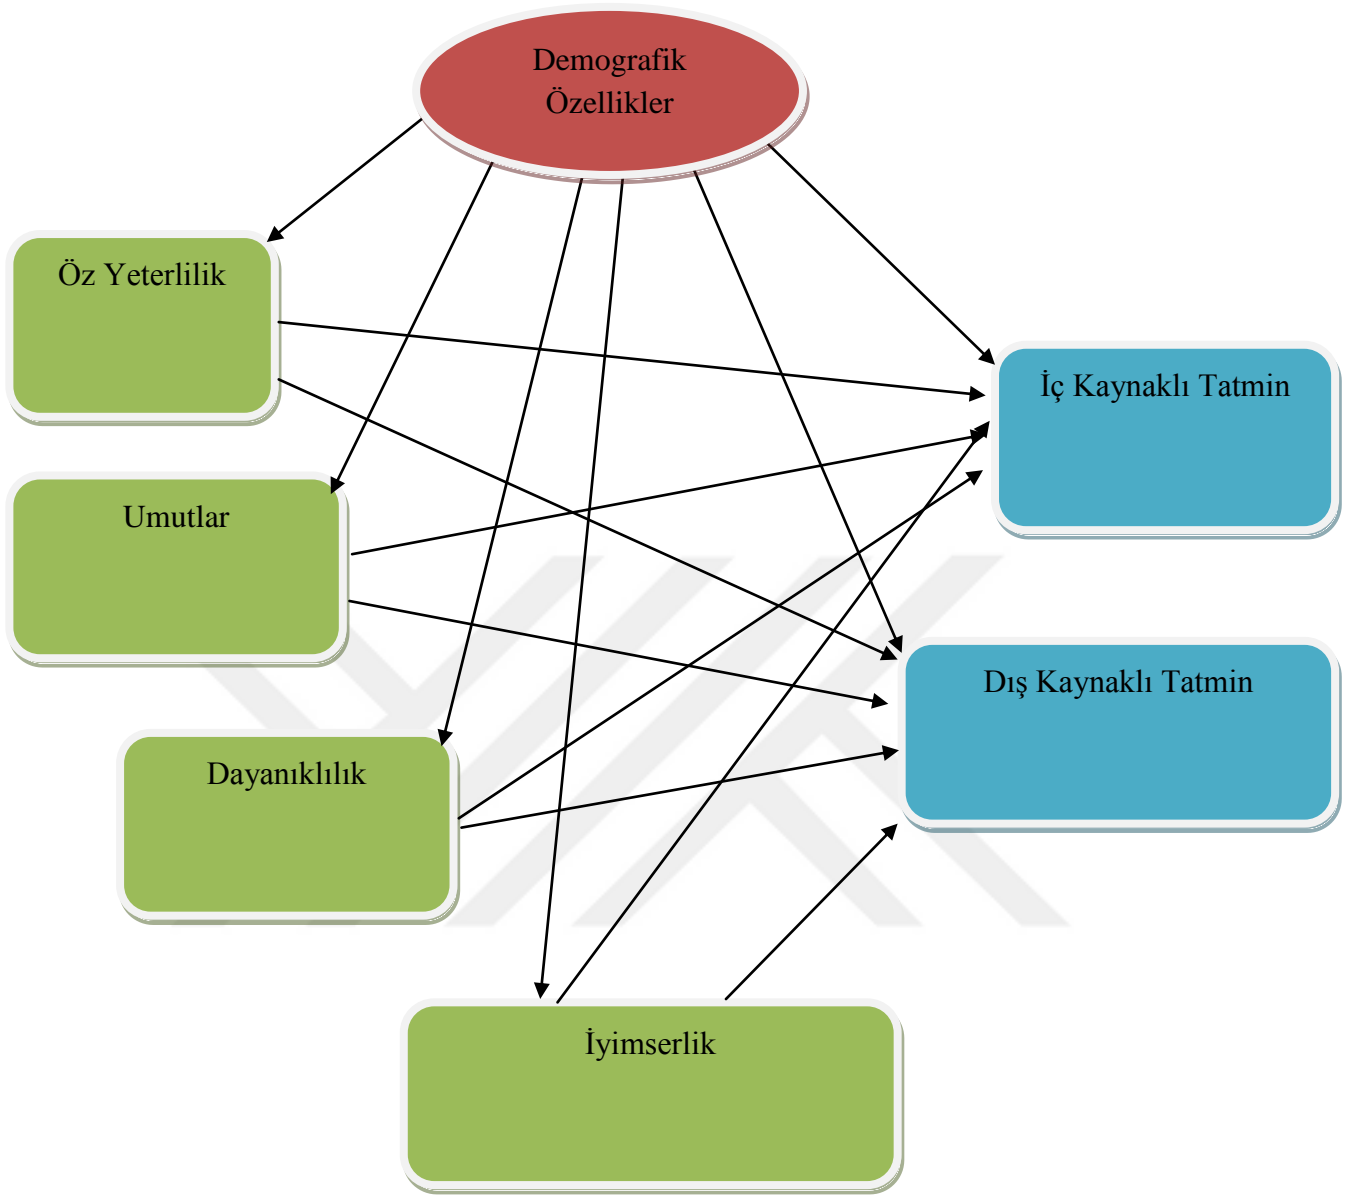 Demografik
Özellikler
Öz Yeterlilik
İç Kaynaklı Tatmin
Umutlar
Dış Kaynaklı Tatmin
Dayanıklılık
İyimserlik